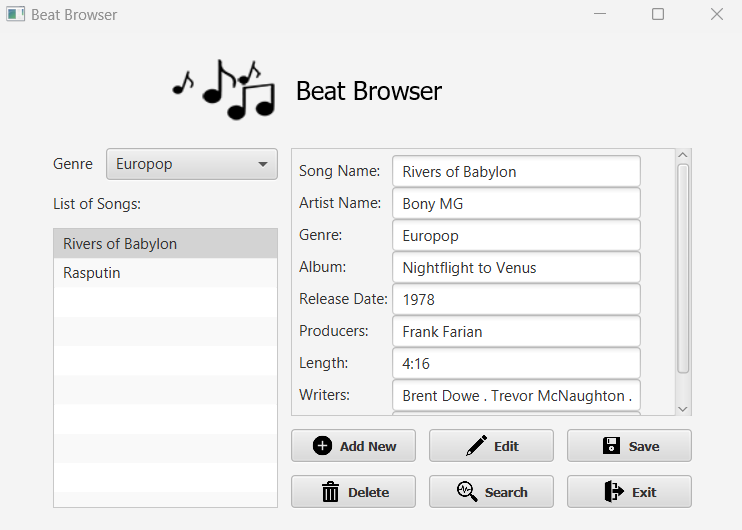 Beat Browser
Beat Browser
Genre
Europop
List of Songs:
Rivers of Babylon
Rasputin
Song Name: Rivers of Babylon
Artist Name: Bony MG
Genre: Europop
Album: Nightflight to Venus
Release Date: 1978
Producers: Frank Farian
Length: 4:16
Writers: Brent Dowe . Trevor McNaughton .
Add New
Edit
Save
Delete
Search
Exit